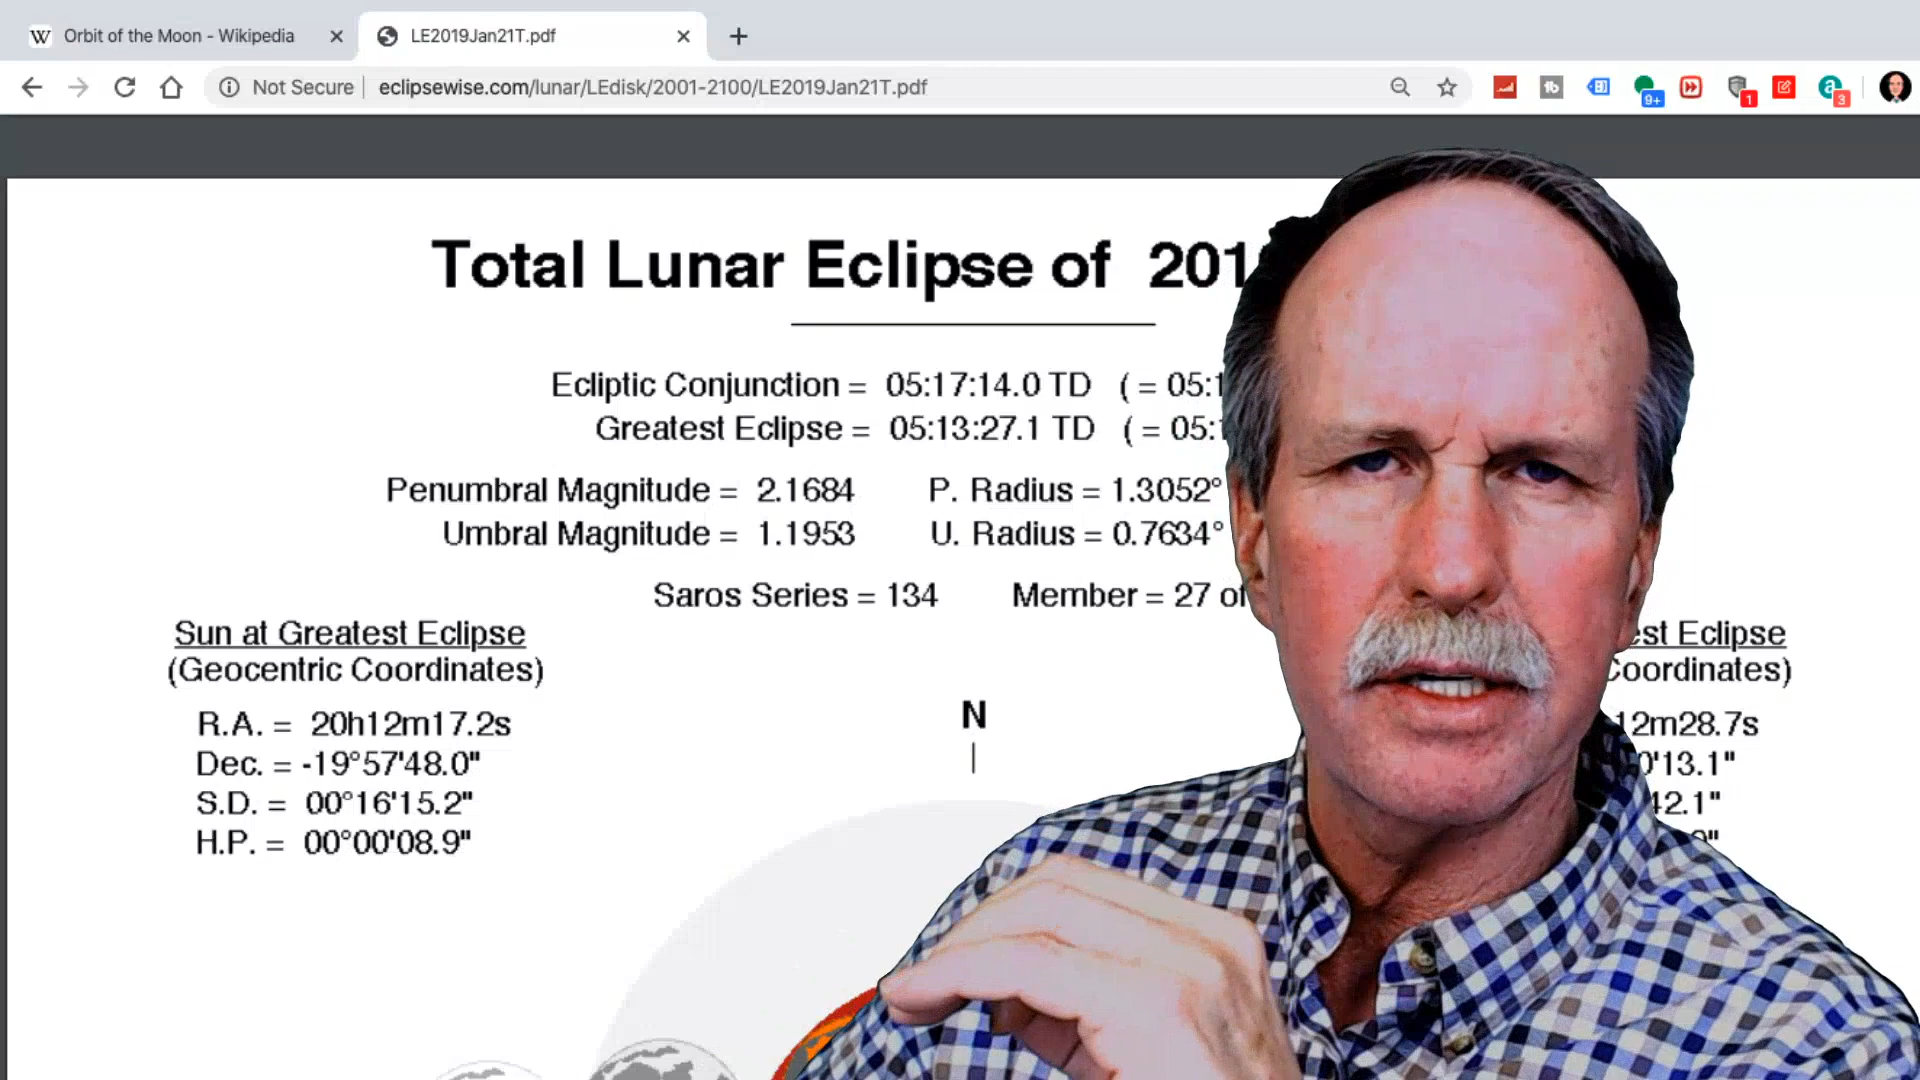 Orbit of the Moon - Wikipedia
LE2019Jan21T.pdf
Not Secure
eclipsewise.com/lunar/LEdisk/2001-2100/LE2019Jan21T.pdf
9+
1
3
Total Lunar Eclipse of 201
Ecliptic Conjunction = 05:17:14.0 TD ( = 05:1
Greatest Eclipse = 05:13:27.1 TD ( = 05:1
Penumbral Magnitude = 2.1684 P. Radius = 1.3052°
Umbral Magnitude = 1.1953 U. Radius = 0.7634°
Saros Series = 134 Member = 27 of
Sun at Greatest Eclipse
(Geocentric Coordinates)
R.A. = 20h12m17.2s
Dec. = -19°57'48.0"
S.D. = 00°16'15.2"
H.P. = 00°00'08.9"
N
est Eclipse
Coordinates)
12m28.7s
0'13.1"
42.1"